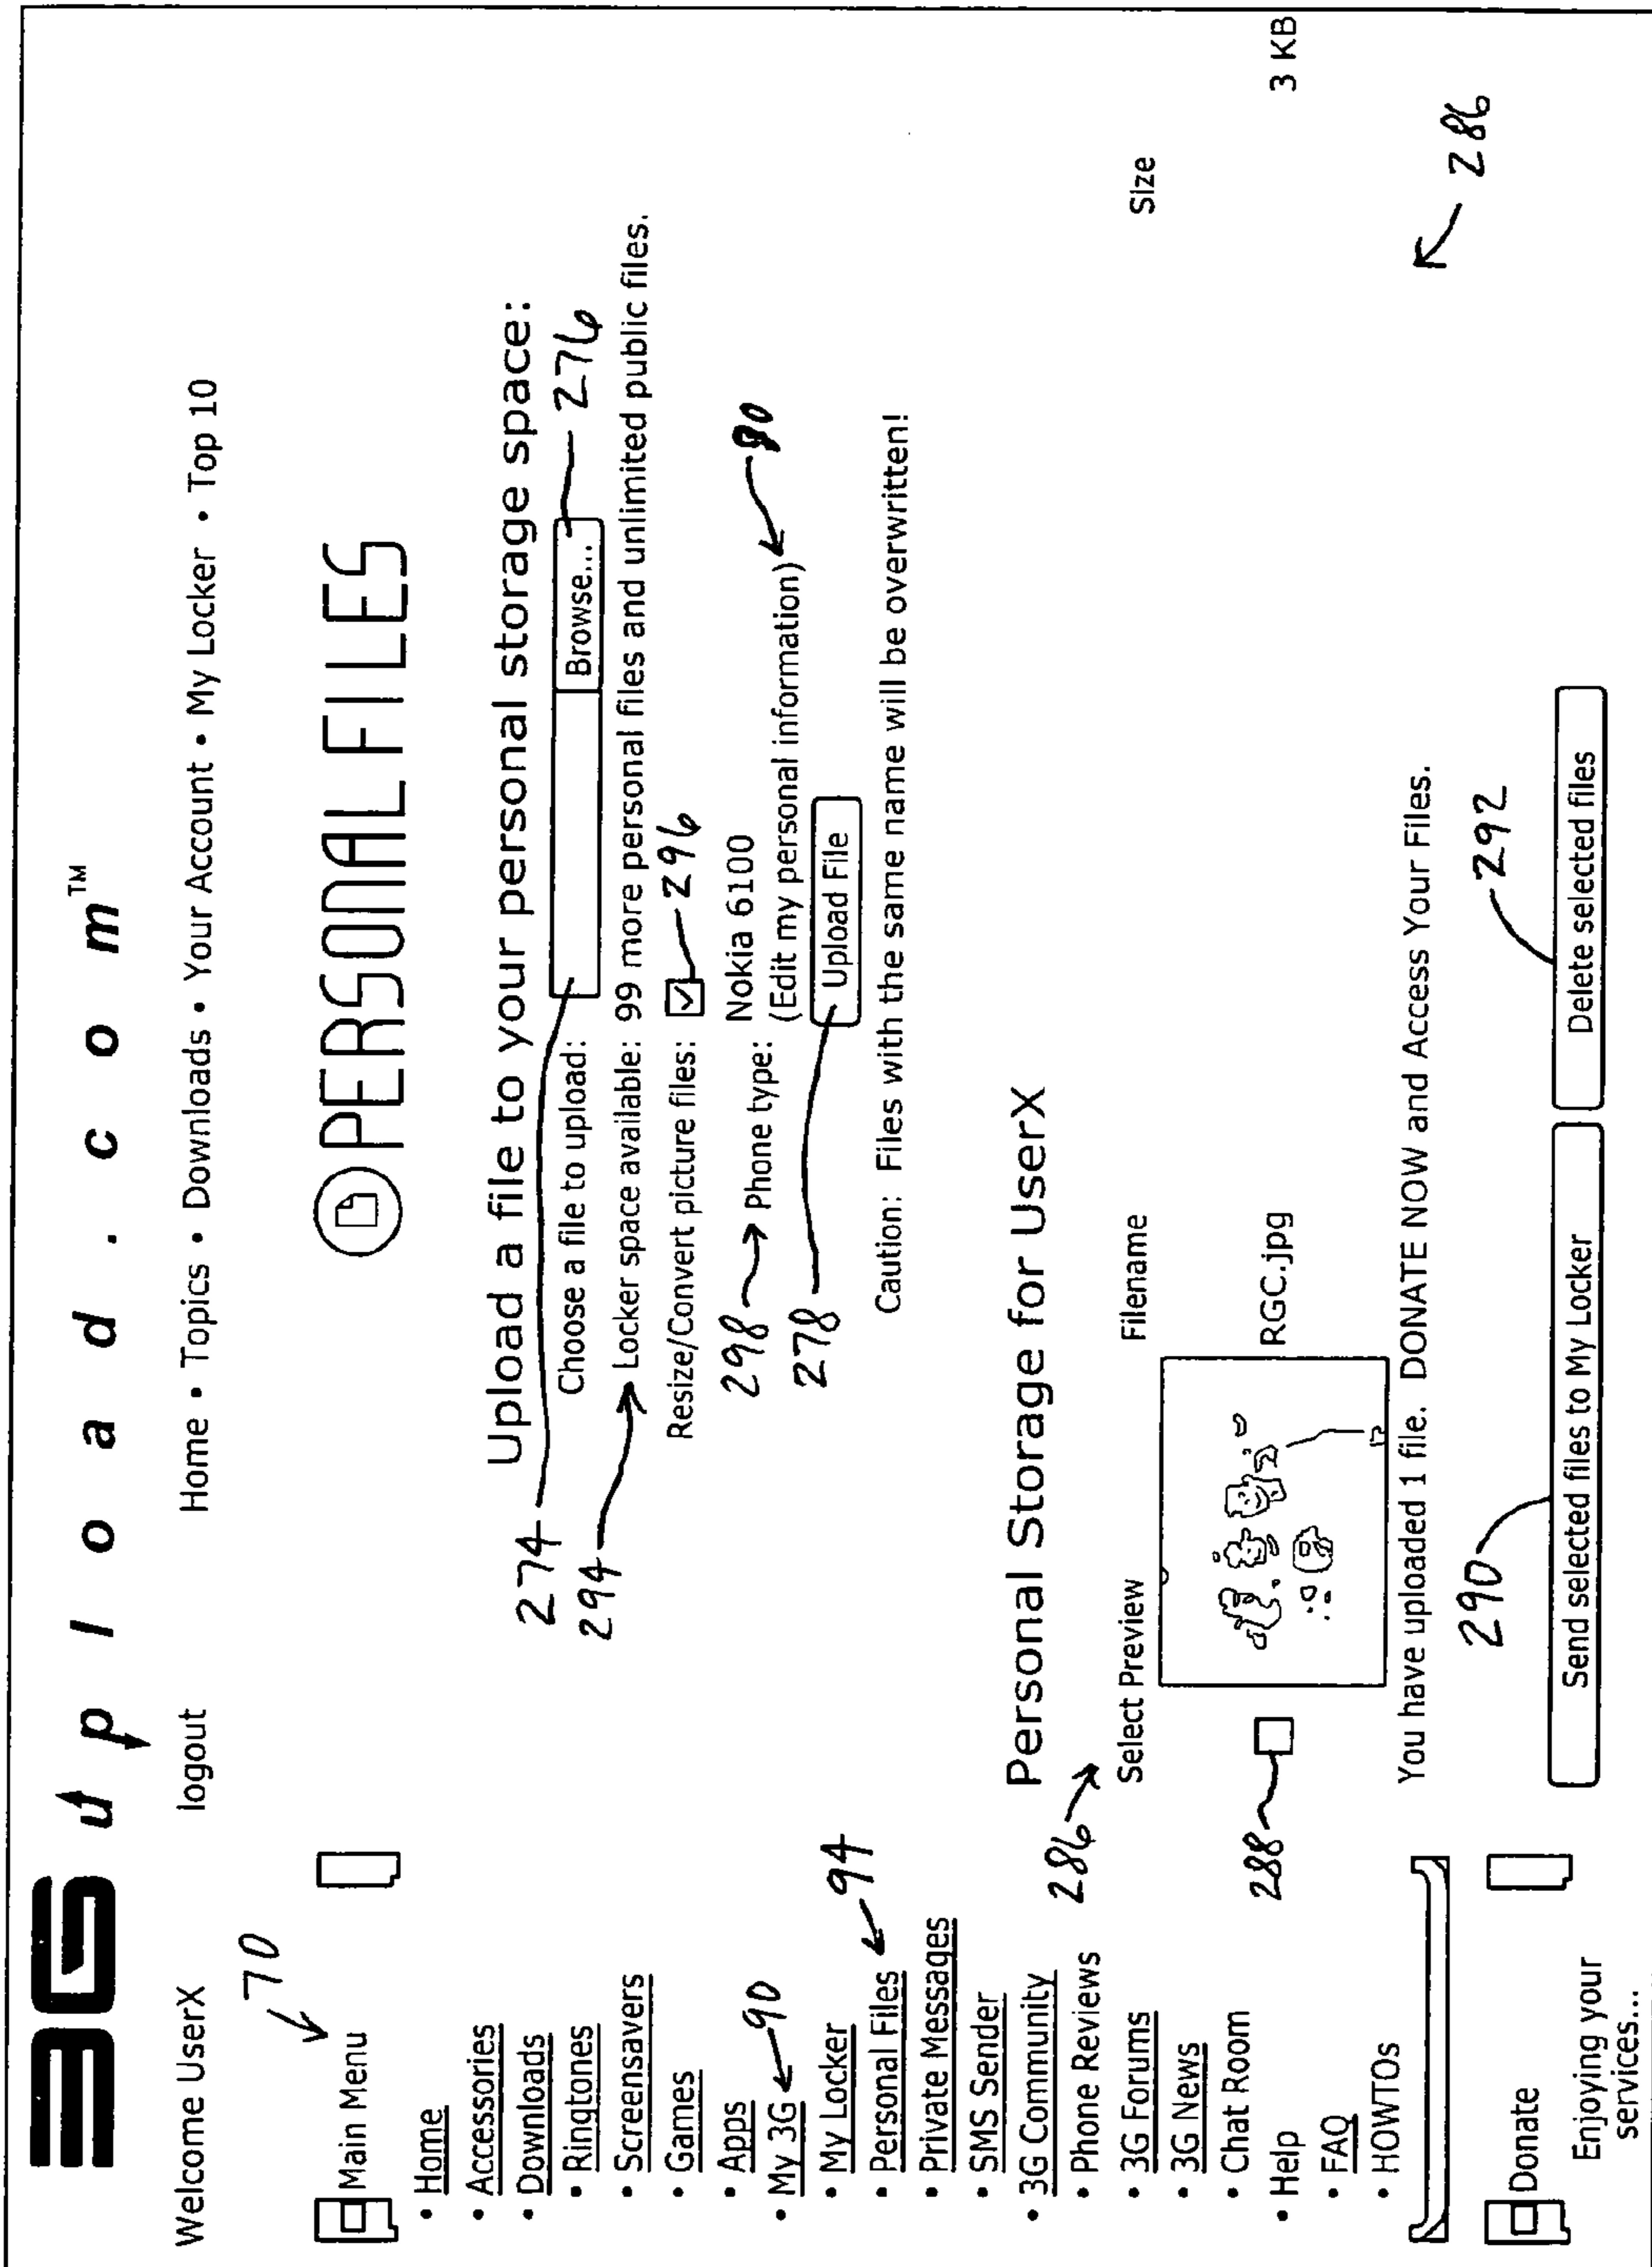 3G upload.com™
Welcome UserX
logout
Home • Topics • Downloads • Your Account • My Locker • Top 10
70
Main Menu
• Home
• Accessories
• Downloads
• Ringtones
• Screensavers
• Games
• Apps
• My 3G 90
• My Locker
• Personal Files 94
• Private Messages
• SMS Sender
• 3G Community
• Phone Reviews
• 3G Forums
• 3G News
• Chat Room
• Help
• FAQ
• HOWTOs
Donate
Enjoying your
services...
PERSONAL FILES
Upload a file to your personal storage space:
274 Choose a file to upload: Browse... 276
294 Locker space available: 99 more personal files and unlimited public files.
Resize/Convert picture files: 296
298 Phone type: Nokia 6100
(Edit my personal information) 80
278 Upload File
Caution: Files with the same name will be overwritten!
Personal Storage for UserX
286 Select Preview Filename Size
288 RGC.jpg 3 KB
You have uploaded 1 file. DONATE NOW and Access Your Files.
286
290 292
Send selected files to My Locker Delete selected files